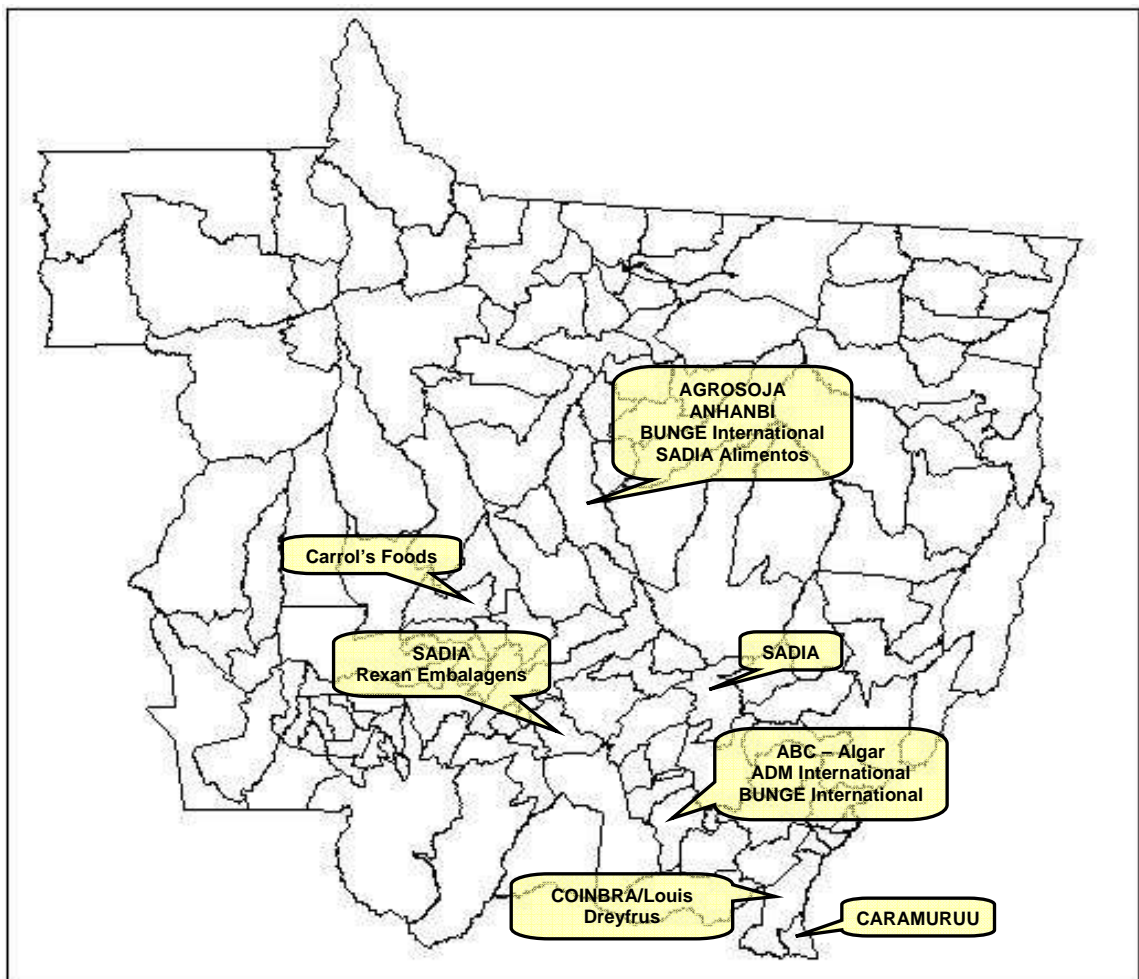 AGROSOJA
ANHANBI
BUNGE International
SADIA Alimentos
Carrol's Foods
SADIA
Rexan Embalagens
SADIA
ABC – Algar
ADM International
BUNGE International
COINBRA/Louis
Dreyfrus
CARAMURUU